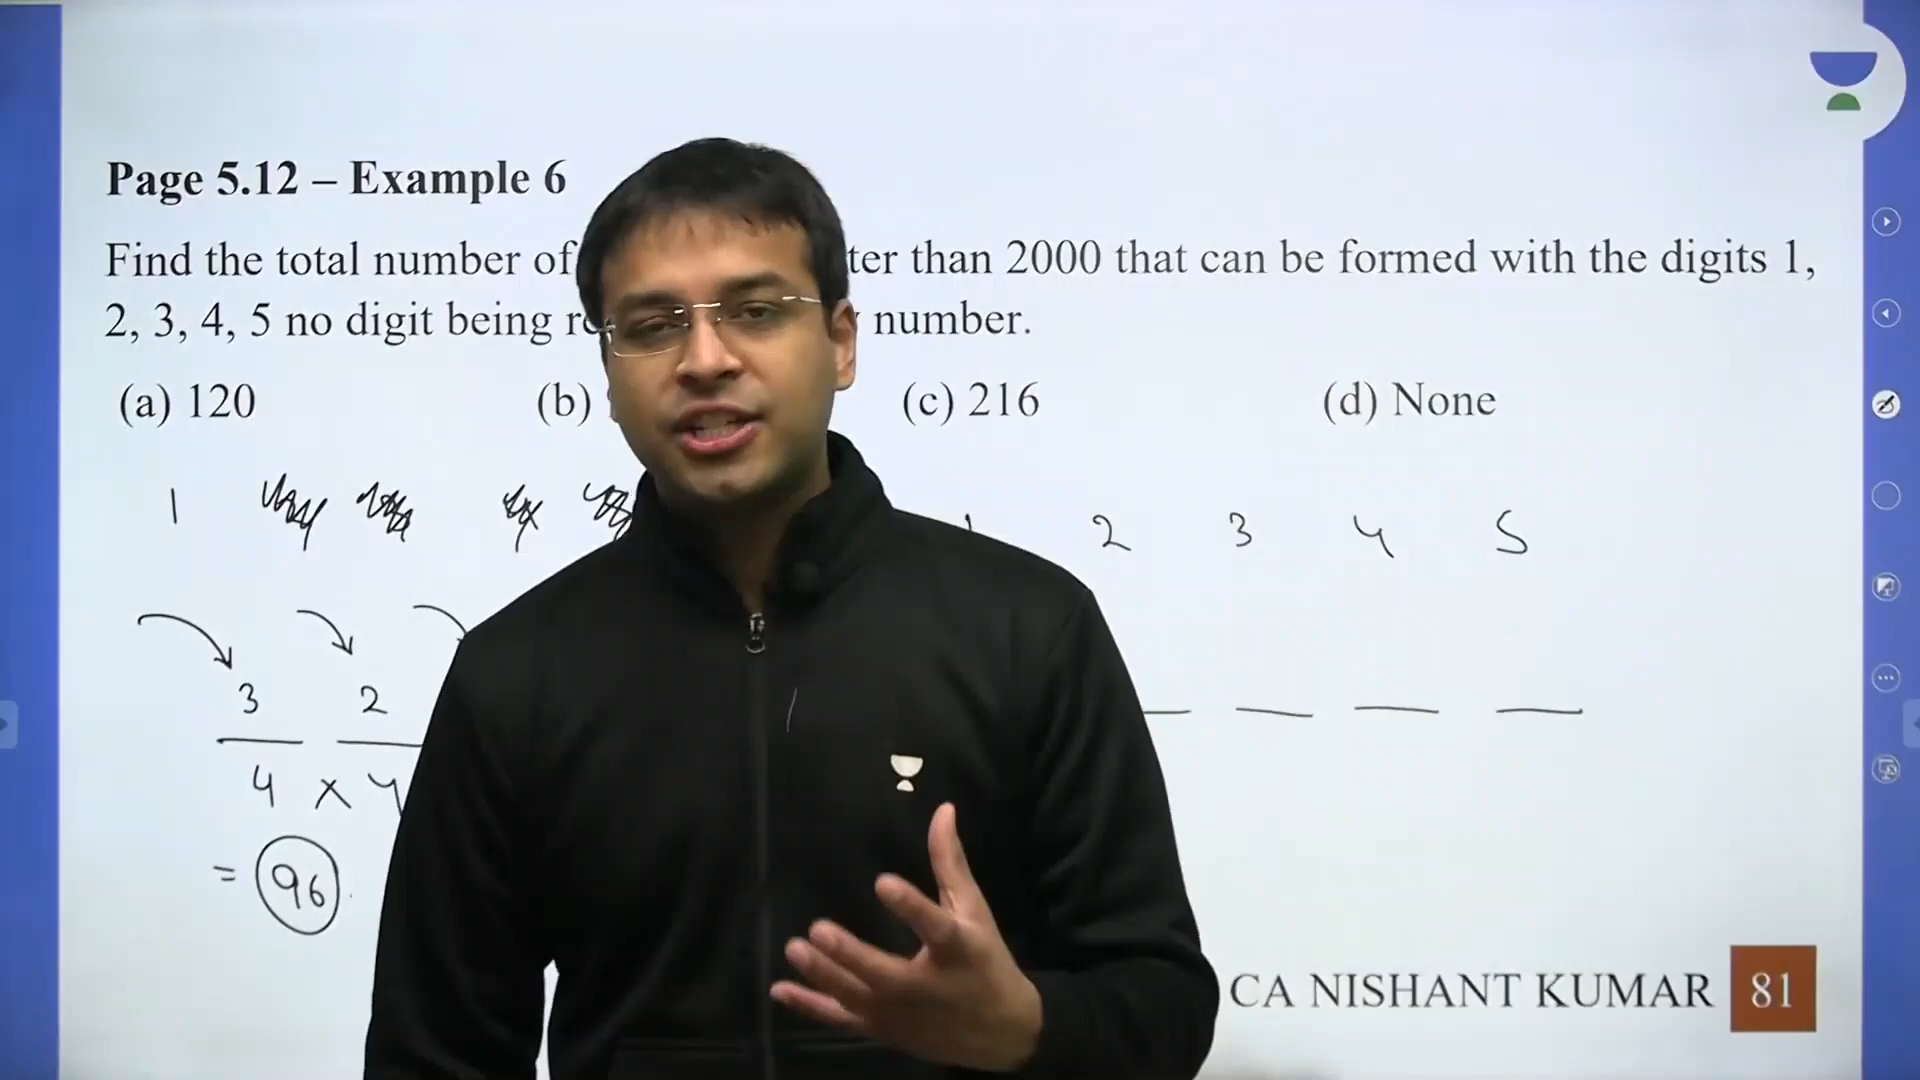 Page 5.12 – Example 6
Find the total number of ter than 2000 that can be formed with the digits 1,
2, 3, 4, 5 no digit being number.
(a) 120 (b) (c) 216 (d) None
1 2 3 4 5
3 2
4 × 4
= 96
CA NISHANT KUMAR 81